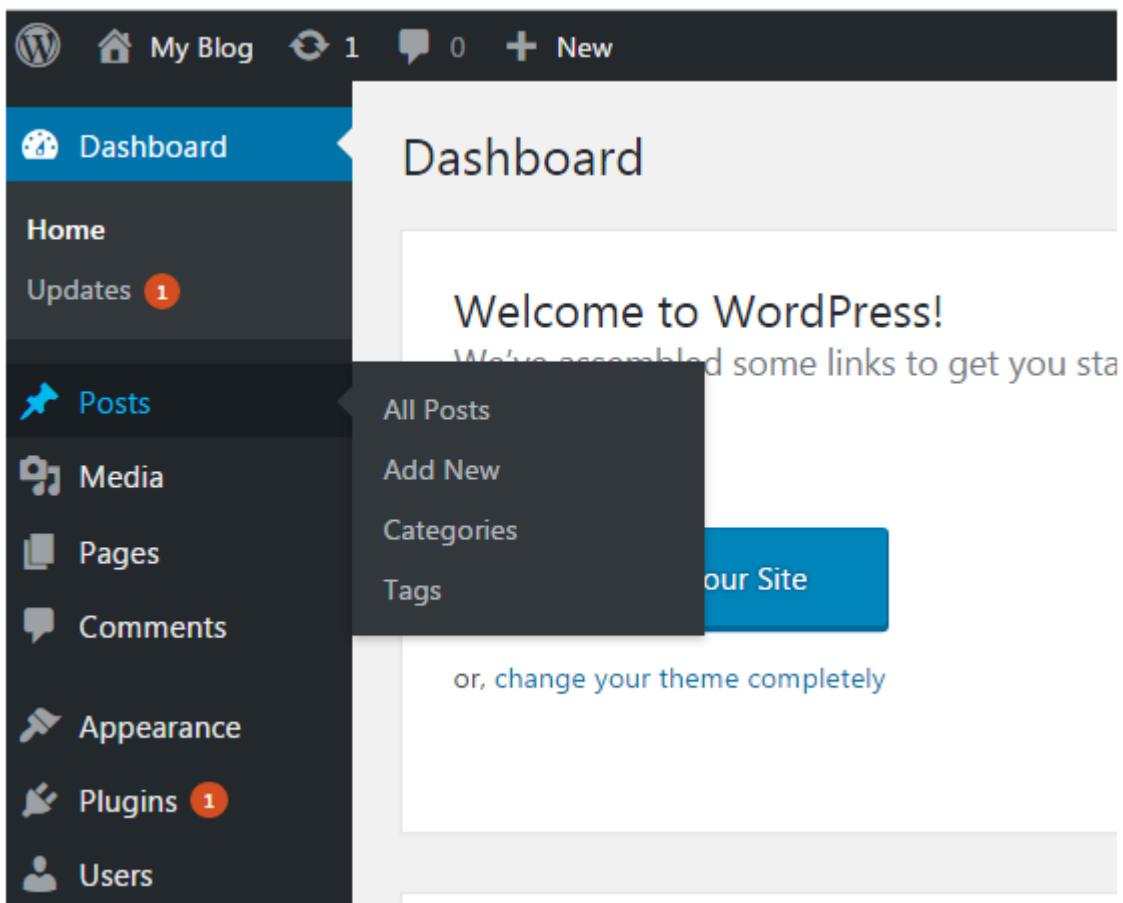 My Blog 1 0 New
Dashboard
Home
Updates 1
Posts
Media
Pages
Comments
Appearance
Plugins 1
Users
All Posts
Add New
Categories
Tags
Dashboard
Welcome to WordPress!
some links to get you sta
our Site
or, change your theme completely